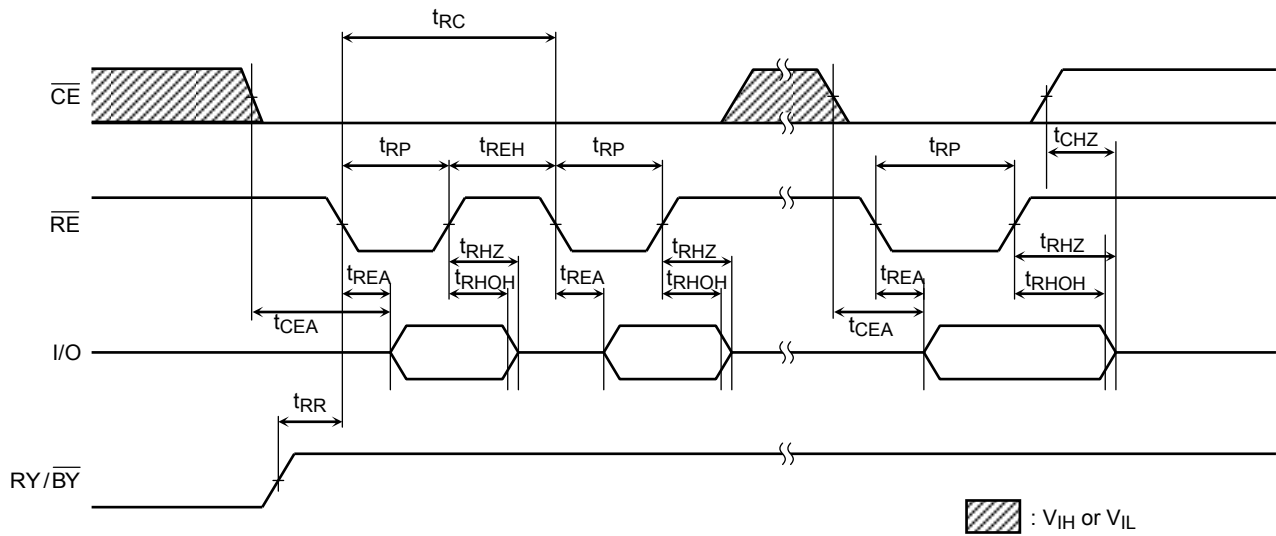 tRC
CE
tRP tREH tRP tRP tCHZ
RE
tRHZ tRHZ tRHZ
tREA tRHOH tREA tRHOH tREA tRHOH
tCEA tCEA
I/O
tRR
RY/BY
: VIH or VIL